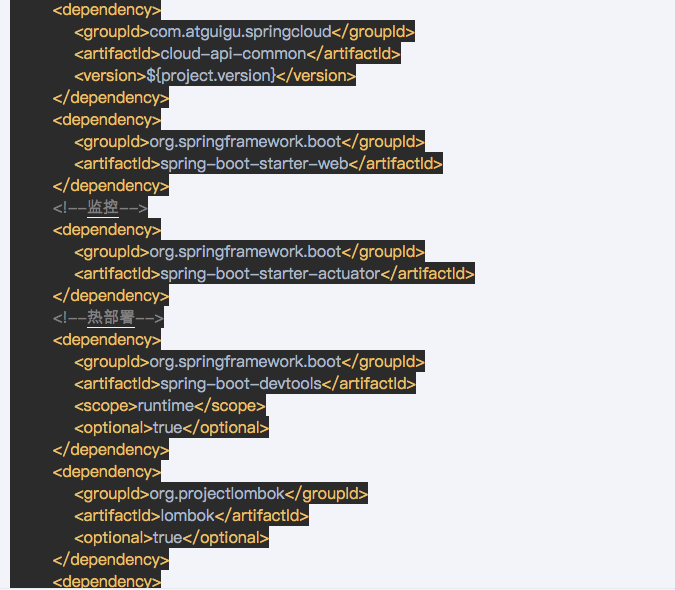 <dependency>
<groupId>com.atguigu.springcloud</groupId>
<artifactId>cloud-api-common</artifactId>
<version>${project.version}</version>
</dependency>
<dependency>
<groupId>org.springframework.boot</groupId>
<artifactId>spring-boot-starter-web</artifactId>
</dependency>
<!--监控-->
<dependency>
<groupId>org.springframework.boot</groupId>
<artifactId>spring-boot-starter-actuator</artifactId>
</dependency>
<!--热部署-->
<dependency>
<groupId>org.springframework.boot</groupId>
<artifactId>spring-boot-devtools</artifactId>
<scope>runtime</scope>
<optional>true</optional>
</dependency>
<dependency>
<groupId>org.projectlombok</groupId>
<artifactId>lombok</artifactId>
<optional>true</optional>
</dependency>
<dependency>